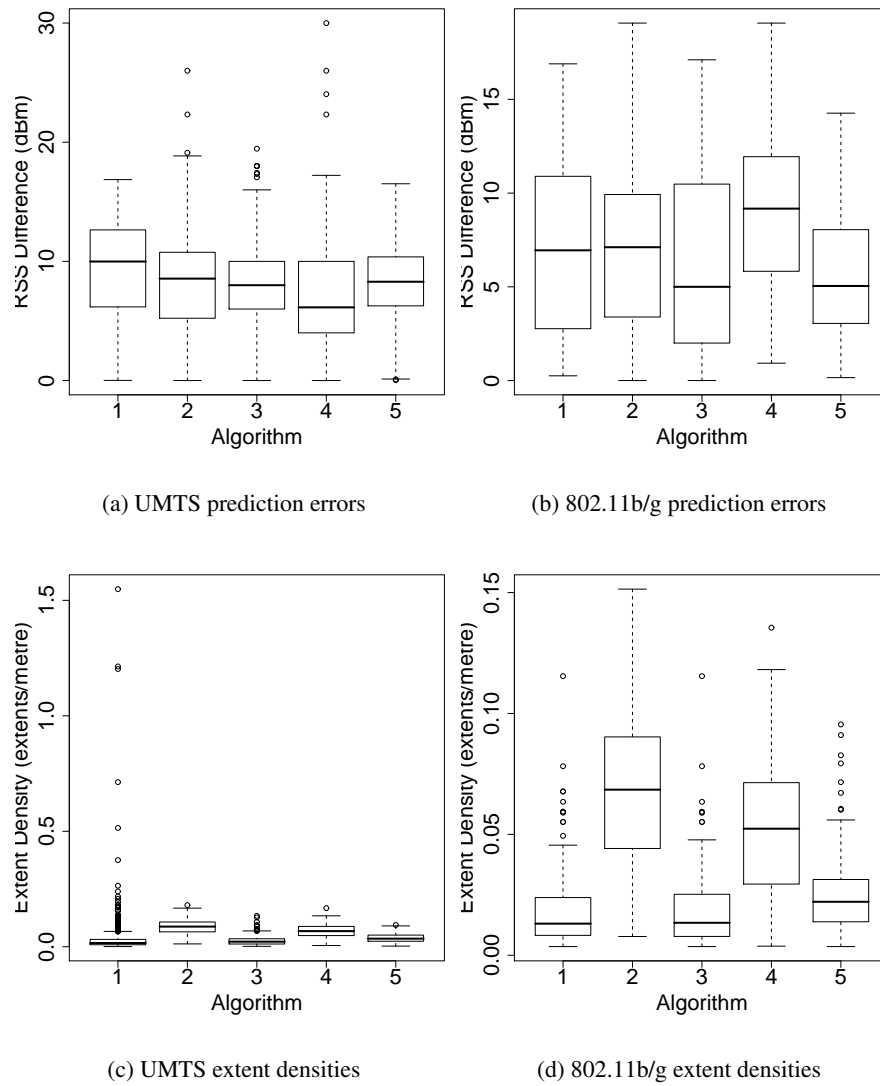 RSS Difference (dBm)
0 10 20 30
1 2 3 4 5
Algorithm
(a) UMTS prediction errors
RSS Difference (dBm)
0 5 10 15
1 2 3 4 5
Algorithm
(b) 802.11b/g prediction errors
Extent Density (extents/metre)
0.0 0.5 1.0 1.5
1 2 3 4 5
Algorithm
(c) UMTS extent densities
Extent Density (extents/metre)
0.00 0.05 0.10 0.15
1 2 3 4 5
Algorithm
(d) 802.11b/g extent densities